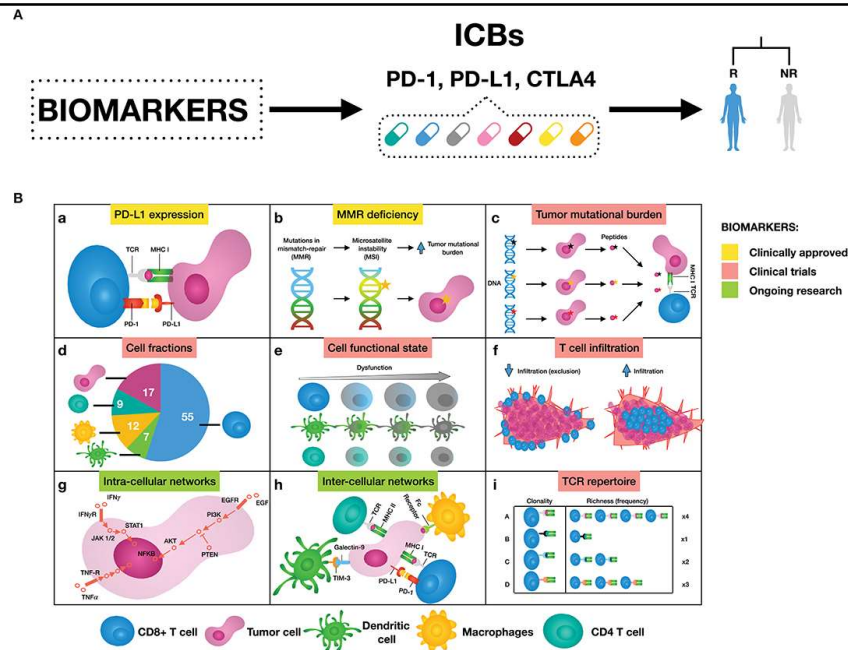 A
ICBs
PD-1, PD-L1, CTLA4
BIOMARKERS
R
NR
B
a
PD-L1 expression
TCR
MHC I
PD-1
PD-L1
b
MMR deficiency
Mutations in
mismatch-repair
(MMR)
Microsatellite
instability
(MSI)
Tumor mutational
burden
c
Tumor mutational burden
Peptides
DNA
MHC I
TCR
BIOMARKERS:
Clinically approved
Clinical trials
Ongoing research
d
Cell fractions
17
9
12
7
55
e
Cell functional state
Dysfunction
f
T cell infiltration
Infiltration (exclusion)
Infiltration
g
Intra-cellular networks
IFNγ
IFNγR
JAK 1/2
STAT1
NFKB
AKT
PI3K
EGFR
EGF
PTEN
TNF-R
TNFα
h
Inter-cellular networks
TCR
MHC II
Fc
Receptor
Galectin-9
TIM-3
MHC I
TCR
PD-L1
PD-1
i
TCR repertoire
Clonality
Richness (frequency)
A
x4
B
x1
C
x2
D
x3
CD8+ T cell
Tumor cell
Dendritic
cell
Macrophages
CD4 T cell